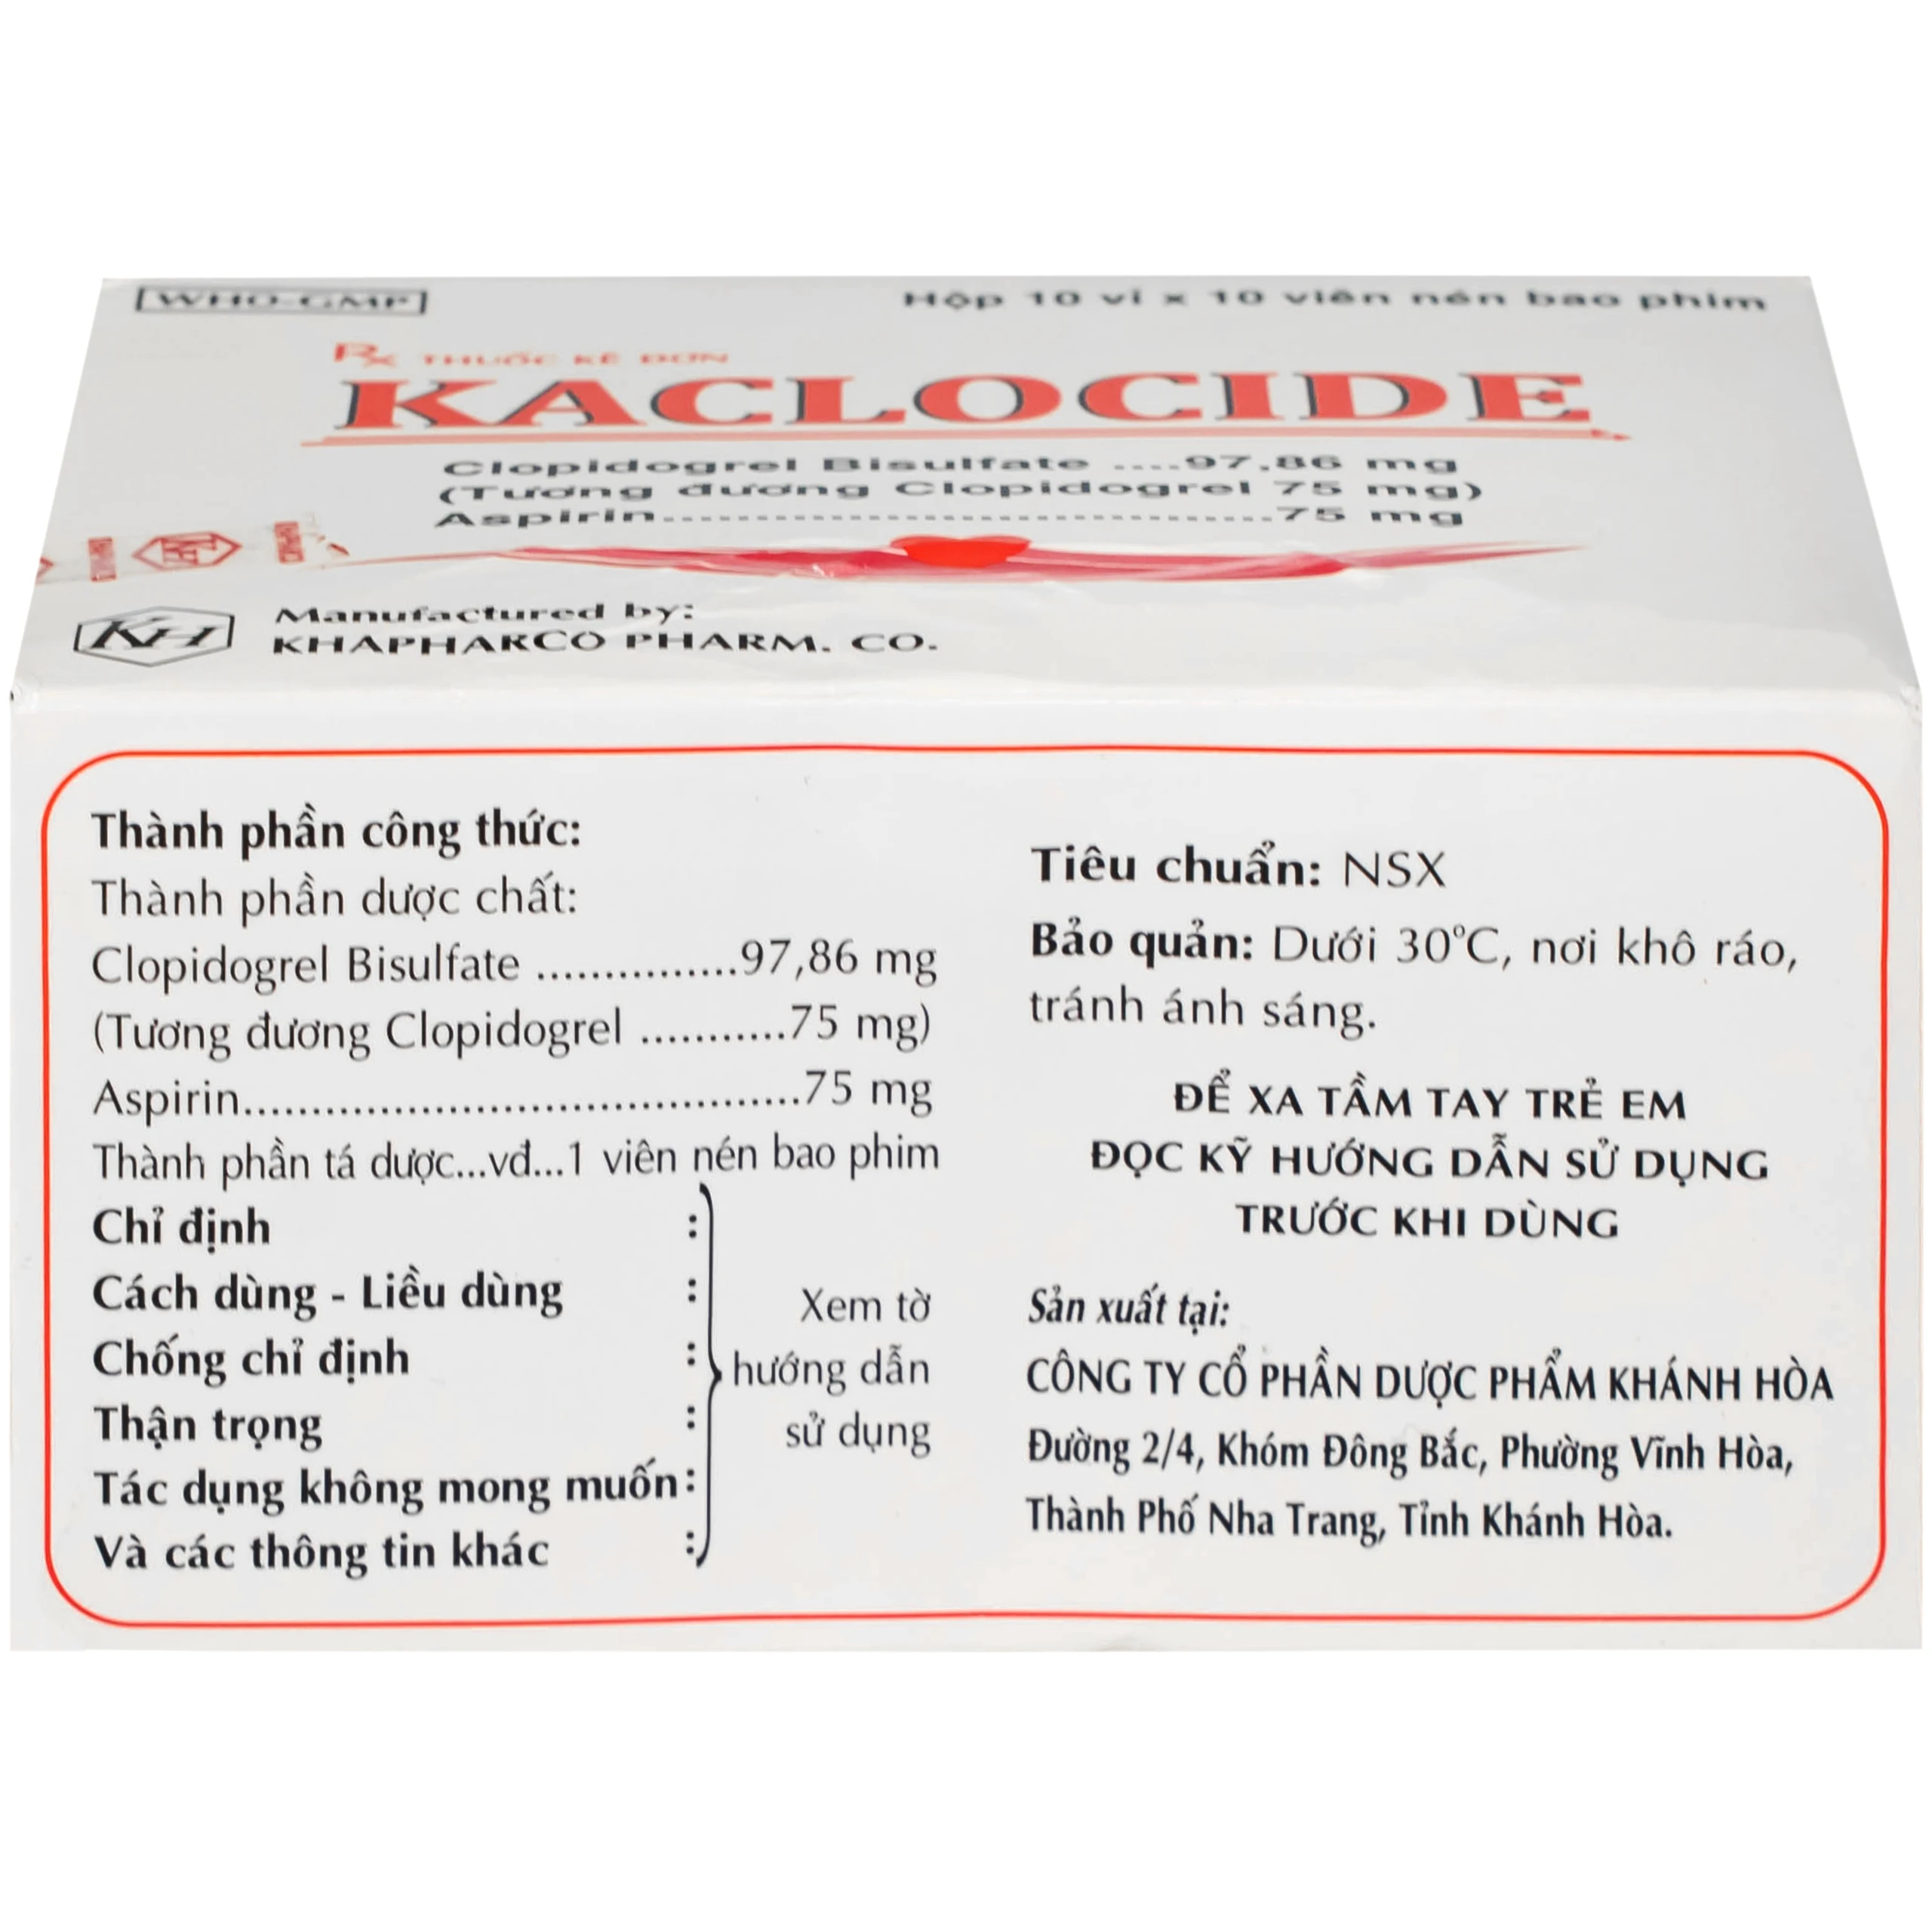 WHO-GMP
Hộp 10 vỉ x 10 viên nén bao phim
Rx THUỐC KÊ ĐƠN
KACLOCIDE
Clopidogrel Bisulfate ....97,86 mg
(Tương đương Clopidogrel 75 mg)
Aspirin................................75 mg
KH
Manufactured by:
KHAPHARCO PHARM. CO.
Thành phần công thức:
Thành phần dược chất:
Clopidogrel Bisulfate ...............97,86 mg
(Tương đương Clopidogrel ...........75 mg)
Aspirin..........................................75 mg
Thành phần tá dược...vđ...1 viên nén bao phim
Chỉ định :
Cách dùng - Liều dùng :
Chống chỉ định :
Thận trọng :
Tác dụng không mong muốn:
Và các thông tin khác :
Xem tờ
hướng dẫn
sử dụng
Tiêu chuẩn: NSX
Bảo quản: Dưới 30°C, nơi khô ráo,
tránh ánh sáng.
ĐỂ XA TẦM TAY TRẺ EM
ĐỌC KỸ HƯỚNG DẪN SỬ DỤNG
TRƯỚC KHI DÙNG
Sản xuất tại:
CÔNG TY CỔ PHẦN DƯỢC PHẨM KHÁNH HÒA
Đường 2/4, Khóm Đông Bắc, Phường Vĩnh Hòa,
Thành Phố Nha Trang, Tỉnh Khánh Hòa.